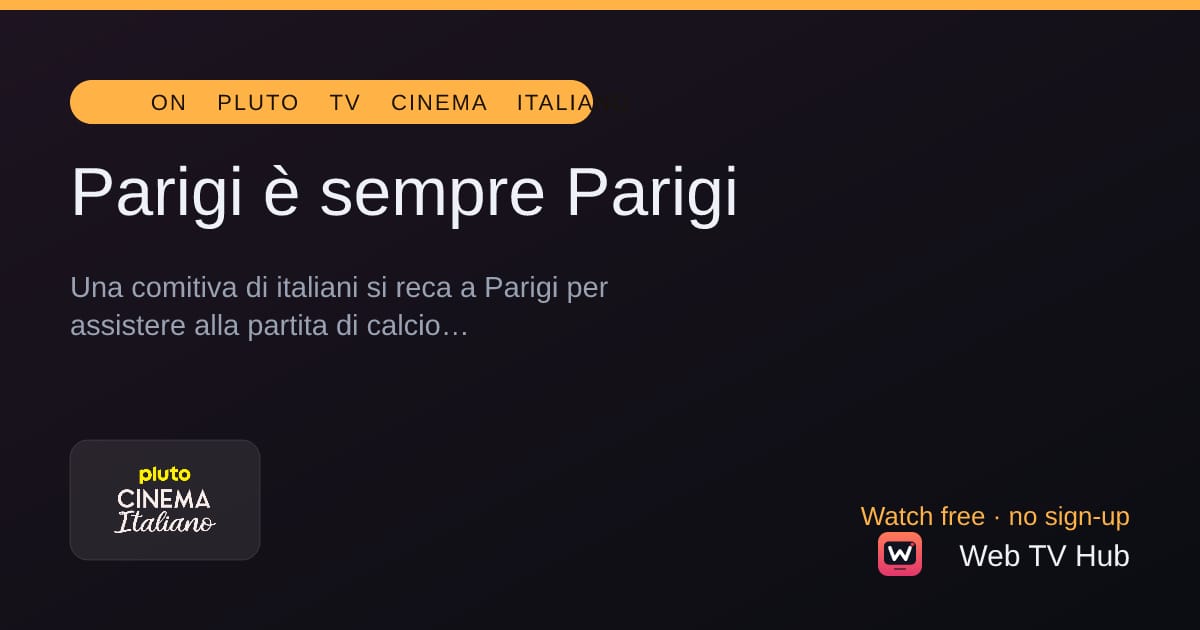 ON PLUTO TV CINEMA ITALIA
Parigi è sempre Parigi
Una comitiva di italiani si reca a Parigi per
assistere alla partita di calcio…
pluto
CINEMA
Italiano
Watch free · no sign-up
W
Web TV Hub